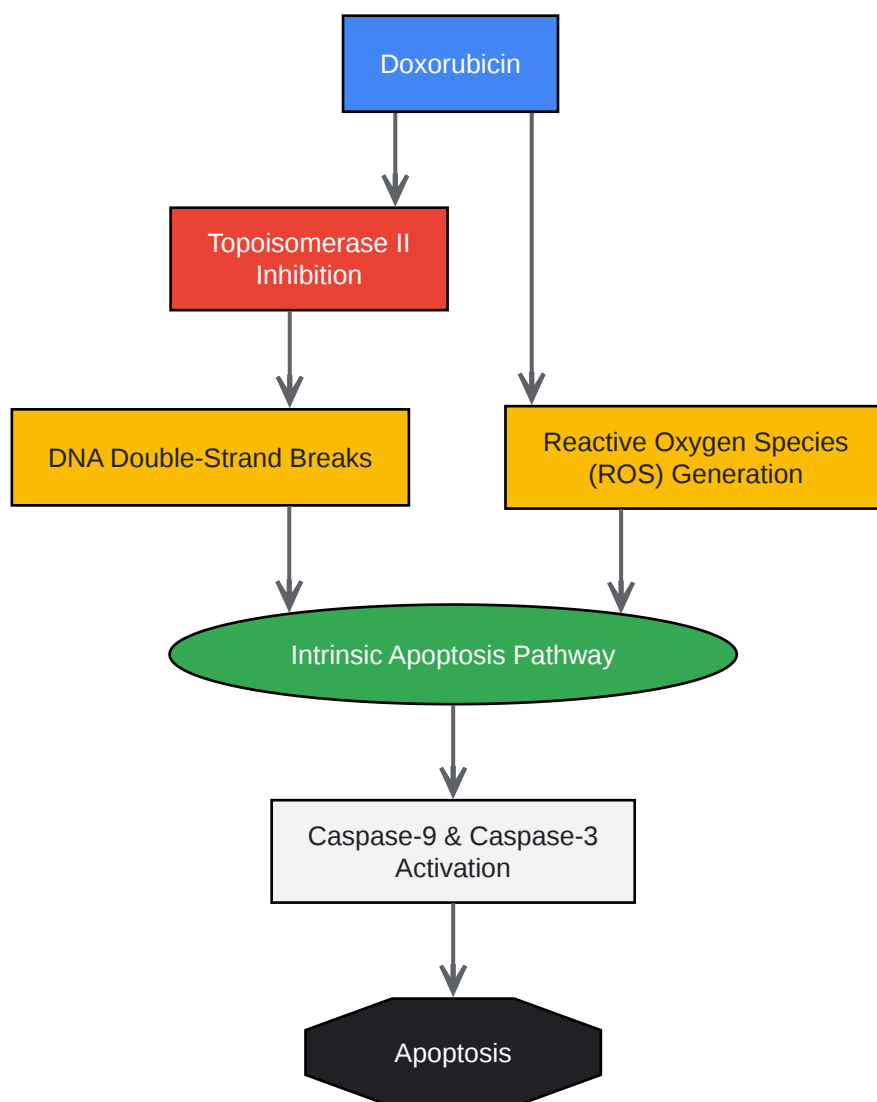 Doxorubicin
Topoisomerase II
Inhibition
DNA Double-Strand Breaks
Reactive Oxygen Species
(ROS) Generation
Intrinsic Apoptosis Pathway
Caspase-9 & Caspase-3
Activation
Apoptosis